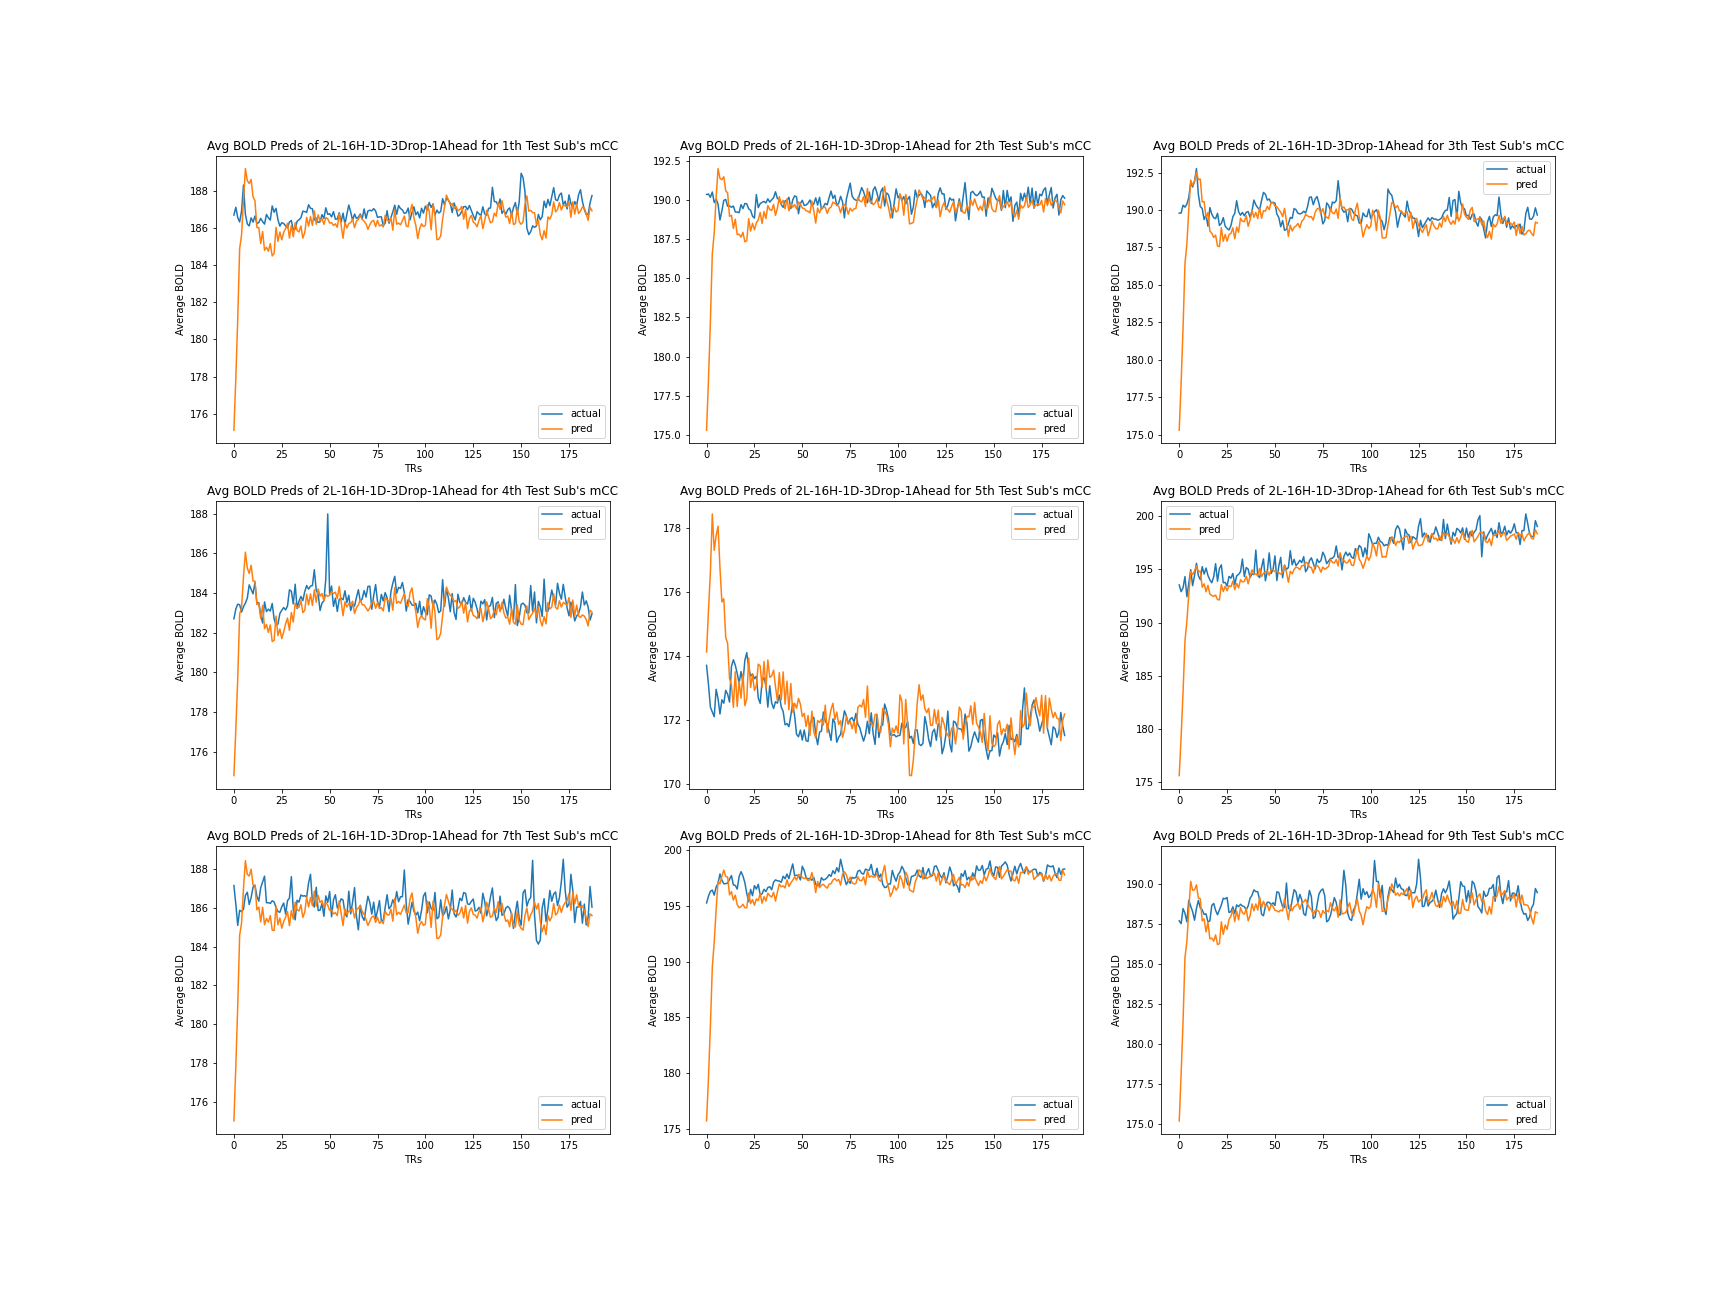 Avg BOLD Preds of 2L-16H-1D-3Drop-1Ahead for 1th Test Sub's mCC
Average BOLD
188
186
184
182
180
178
176
0 25 50 75 100 125 150 175
TRs
actual
pred
Avg BOLD Preds of 2L-16H-1D-3Drop-1Ahead for 2th Test Sub's mCC
Average BOLD
192.5
190.0
187.5
185.0
182.5
180.0
177.5
175.0
0 25 50 75 100 125 150 175
TRs
actual
pred
Avg BOLD Preds of 2L-16H-1D-3Drop-1Ahead for 3th Test Sub's mCC
Average BOLD
192.5
190.0
187.5
185.0
182.5
180.0
177.5
175.0
0 25 50 75 100 125 150 175
TRs
actual
pred
Avg BOLD Preds of 2L-16H-1D-3Drop-1Ahead for 4th Test Sub's mCC
Average BOLD
188
186
184
182
180
178
176
0 25 50 75 100 125 150 175
TRs
actual
pred
Avg BOLD Preds of 2L-16H-1D-3Drop-1Ahead for 5th Test Sub's mCC
Average BOLD
178
176
174
172
170
0 25 50 75 100 125 150 175
TRs
actual
pred
Avg BOLD Preds of 2L-16H-1D-3Drop-1Ahead for 6th Test Sub's mCC
Average BOLD
200
195
190
185
180
175
0 25 50 75 100 125 150 175
TRs
actual
pred
Avg BOLD Preds of 2L-16H-1D-3Drop-1Ahead for 7th Test Sub's mCC
Average BOLD
188
186
184
182
180
178
176
0 25 50 75 100 125 150 175
TRs
actual
pred
Avg BOLD Preds of 2L-16H-1D-3Drop-1Ahead for 8th Test Sub's mCC
Average BOLD
200
195
190
185
180
175
0 25 50 75 100 125 150 175
TRs
actual
pred
Avg BOLD Preds of 2L-16H-1D-3Drop-1Ahead for 9th Test Sub's mCC
Average BOLD
190.0
187.5
185.0
182.5
180.0
177.5
175.0
0 25 50 75 100 125 150 175
TRs
actual
pred